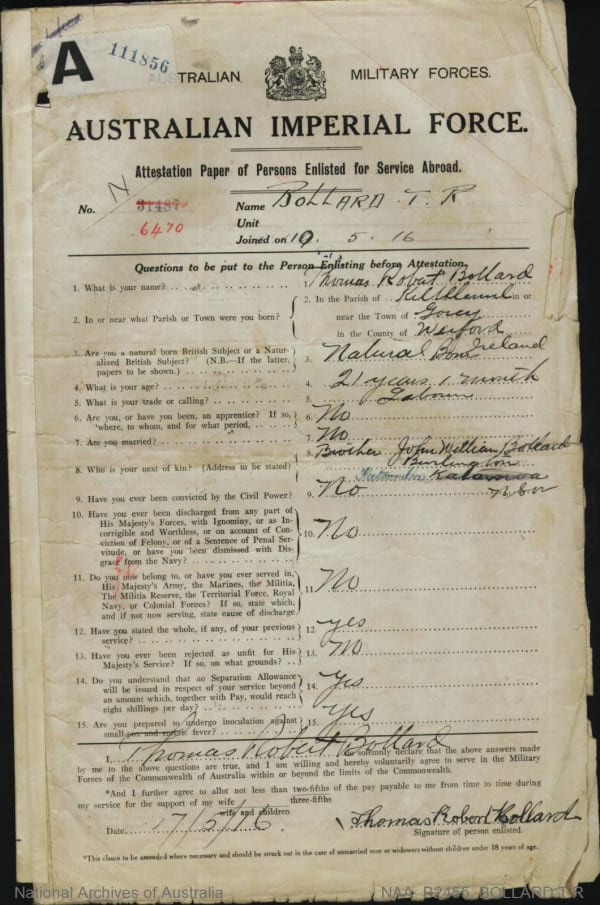 A 111856
AUSTRALIAN MILITARY FORCES.
AUSTRALIAN IMPERIAL FORCE.
Attestation Paper of Persons Enlisted for Service Abroad.
No. N 31487 Name BOLLARD T. R
6470 Unit
Joined on 19. 5. 16
Questions to be put to the Person Enlisting before Attestation.
1. What is your name? 1. Thomas Robert Bollard
2. In or near what Parish or Town were you born? 2. In the Parish of in or
near the Town of Gorey
in the County of Wexford
3. Are you a natural born British Subject or a Natur-
alized British Subject? (N.B.—If the latter,
papers to be shown.) 3. Natural Born Ireland
4. What is your age? 4. 21 years 1 month
5. What is your trade or calling? 5. Labourer
6. Are you, or have you been, an apprentice? If so,
where, to whom, and for what period, 6. No
7. Are you married? 7. No
8. Who is your next of kin? (Address to be stated) 8. Brother John William Bollard
Burlington
NSW
9. Have you ever been convicted by the Civil Power? 9. No
10. Have you ever been discharged from any part of
His Majesty's Forces, with Ignominy, or as In-
corrigible and Worthless, or on account of Con-
viction of Felony, or of a Sentence of Penal Ser-
vitude, or have you been dismissed with Dis-
grace from the Navy? 10. No
11. Do you now belong to, or have you ever served in,
His Majesty's Army, the Marines, the Militia,
The Militia Reserve, the Territorial Force, Royal
Navy, or Colonial Forces? If so, state which,
and if not now serving, state cause of discharge 11. No
12. Have you stated the whole, if any, of your previous
service? 12. yes
13. Have you ever been rejected as unfit for His
Majesty's Service? If so, on what grounds? 13. No
14. Do you understand that no Separation Allowance
will be issued in respect of your service beyond
an amount which, together with Pay, would reach
eight shillings per day? 14. Yes
15. Are you prepared to undergo inoculation against
small-pox and enteric fever? 15. Yes
I, Thomas Robert Bollard do solemnly declare that the above answers made
by me to the above questions are true, and I am willing and hereby voluntarily agree to serve in the Military
Forces of the Commonwealth of Australia within or beyond the limits of the Commonwealth.
*And I further agree to allot not less than two-fifths of the pay payable to me from time to time during
three-fifths
my service for the support of my wife
wife and children
Date 17/5/16. Thomas Robert Bollard
Signature of person enlisted.
*This clause to be amended where necessary and should be struck out in the case of unmarried men or widowers without children under 18 years of age.
National Archives of Australia NAA: B2455, BOLLARD T R